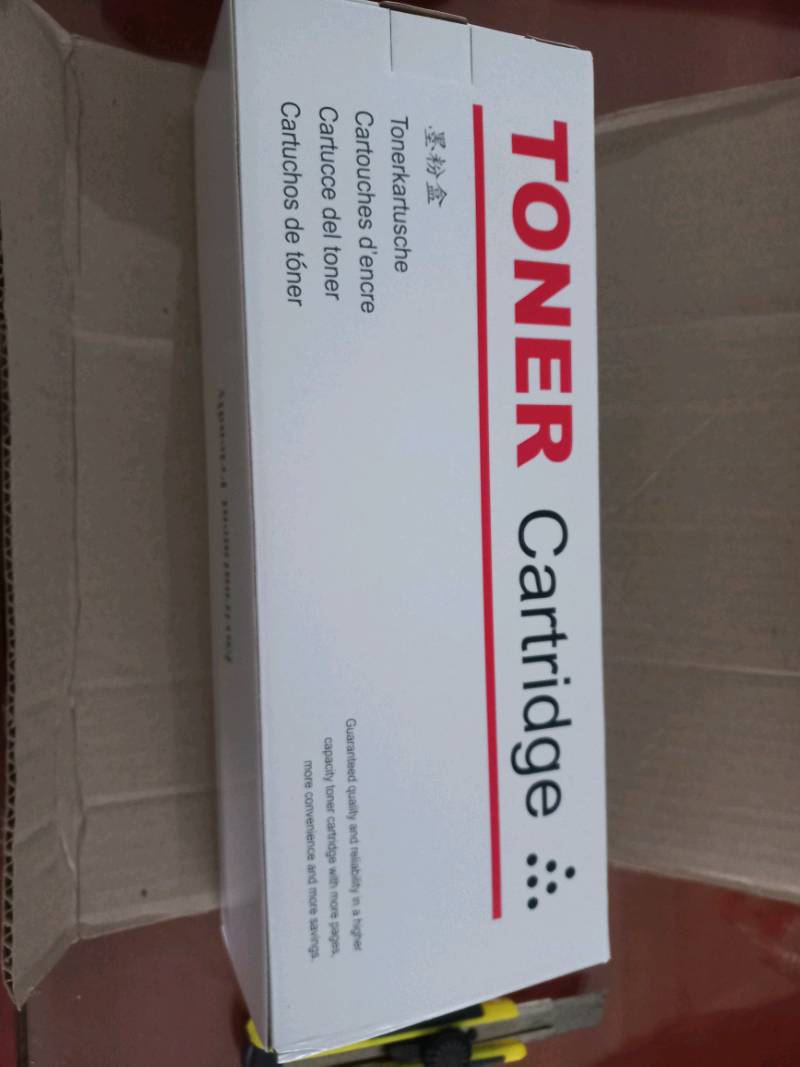 TONER Cartridge
墨粉盒
Tonerkartusche
Cartouches d'encre
Cartucce del toner
Cartuchos de tóner
Guaranteed quality and reliability in a higher
capacity toner cartridge with more pages,
more convenience and more savings.